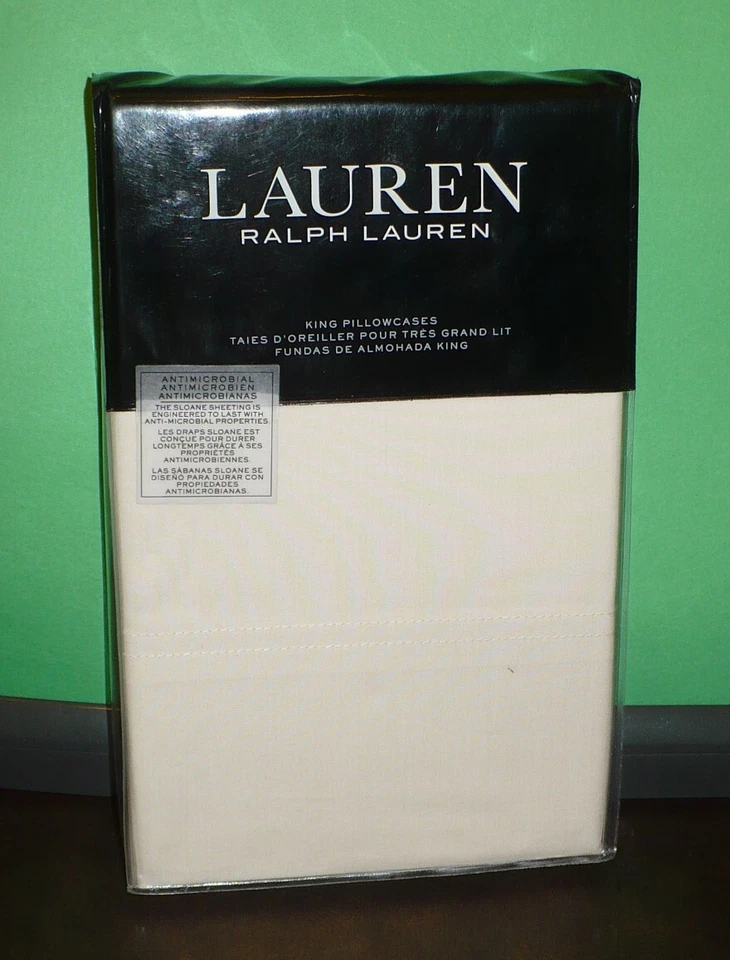 LAUREN
RALPH LAUREN
KING PILLOWCASES
TAIES D'OREILLER POUR TRÈS GRAND LIT
FUNDAS DE ALMOHADA KING
ANTIMICROBIAL
ANTIMICROBIEN
ANTIMICROBIANAS
THE SLOANE SHEETING IS
ENGINEERED TO LAST WITH
ANTI-MICROBIAL PROPERTIES
LES DRAPS SLOANE EST
CONÇUE POUR DURER
LONGTEMPS GRÂCE À SES
PROPRIÉTÉS
ANTIMICROBIENNES.
LAS SÁBANAS SLOANE SE
DISEÑO PARA DURAR CON
PROPIEDADES
ANTIMICROBIANAS.